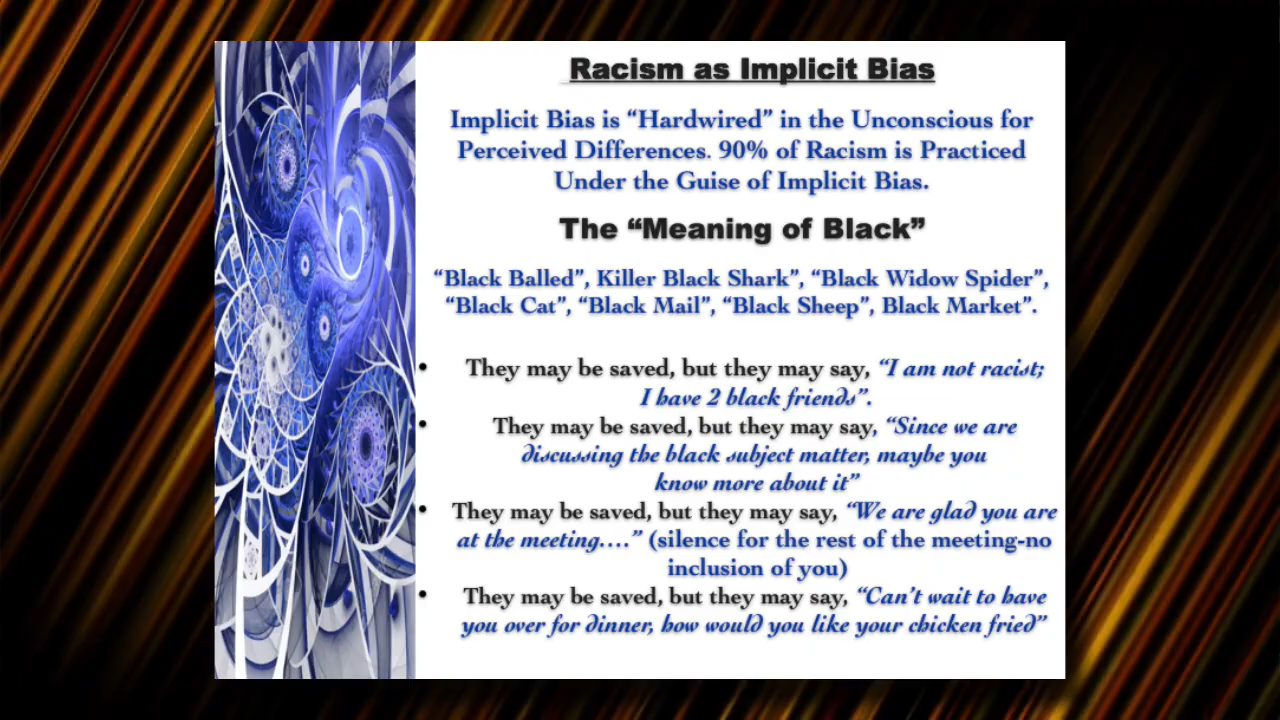 Racism as Implicit Bias
Implicit Bias is “Hardwired” in the Unconscious for
Perceived Differences. 90% of Racism is Practiced
Under the Guise of Implicit Bias.
The “Meaning of Black”
“Black Balled”, Killer Black Shark”, “Black Widow Spider”,
“Black Cat”, “Black Mail”, “Black Sheep”, Black Market”.
• They may be saved, but they may say, “I am not racist;
I have 2 black friends”.
• They may be saved, but they may say, “Since we are
discussing the black subject matter, maybe you
know more about it”
• They may be saved, but they may say, “We are glad you are
at the meeting....” (silence for the rest of the meeting-no
inclusion of you)
• They may be saved, but they may say, “Can’t wait to have
you over for dinner, how would you like your chicken fried”